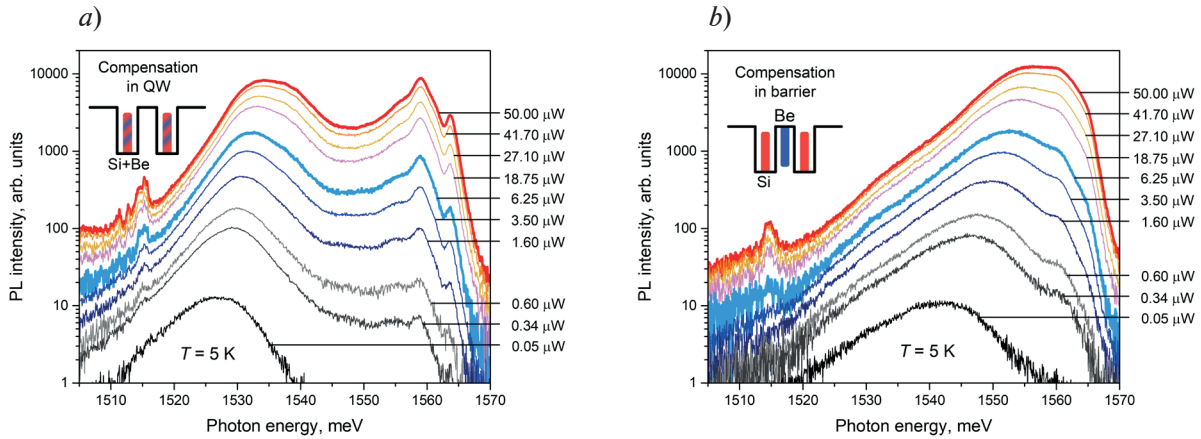 a)
PL intensity, arb. units
10000
1000
100
10
1
Compensation
in QW
Si+Be
T = 5 K
50.00 µW
41.70 µW
27.10 µW
18.75 µW
6.25 µW
3.50 µW
1.60 µW
0.60 µW
0.34 µW
0.05 µW
1510 1520 1530 1540 1550 1560 1570
Photon energy, meV
b)
PL intensity, arb. units
10000
1000
100
10
1
Compensation
in barrier
Be
Si
T = 5 K
50.00 µW
41.70 µW
27.10 µW
18.75 µW
6.25 µW
3.50 µW
1.60 µW
0.60 µW
0.34 µW
0.05 µW
1510 1520 1530 1540 1550 1560 1570
Photon energy, meV